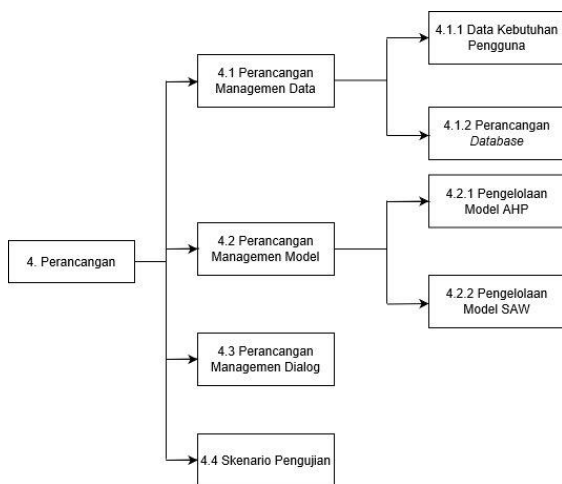 4. Perancangan
4.1 Perancangan
Managemen Data
4.1.1 Data Kebutuhan
Pengguna
4.1.2 Perancangan
Database
4.2 Perancangan
Managemen Model
4.2.1 Pengelolaan
Model AHP
4.2.2 Pengelolaan
Model SAW
4.3 Perancangan
Managemen Dialog
4.4 Skenario Pengujian